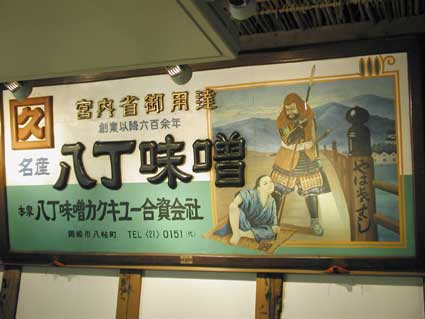 久
名産
宮内省御用達
創業以降六百余年
八丁味噌
本家 八丁味噌カクキュー合資会社
岡崎市八帖町 TEL (21) 0151 (代)
やはぎばし